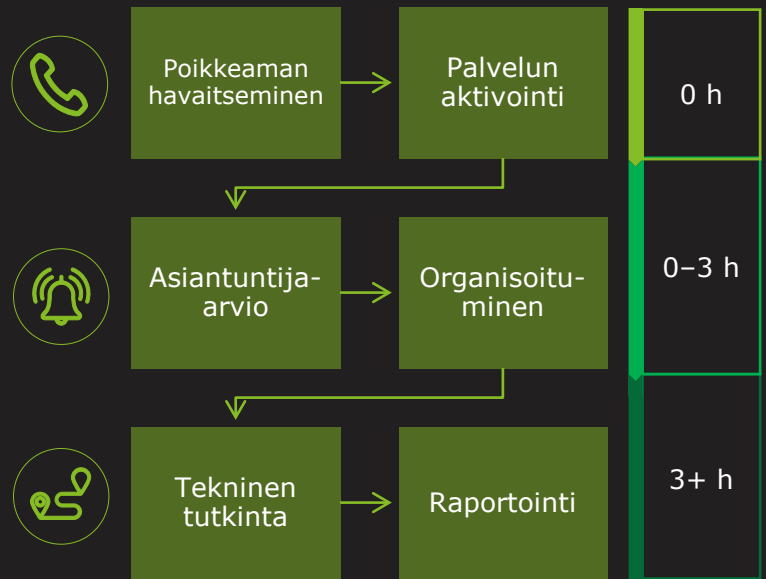 Poikkeaman
havaitseminen
Palvelun
aktivointi
0 h
Asiantuntija-
arvio
Organisoitu-
minen
0–3 h
Tekninen
tutkinta
Raportointi
3+ h